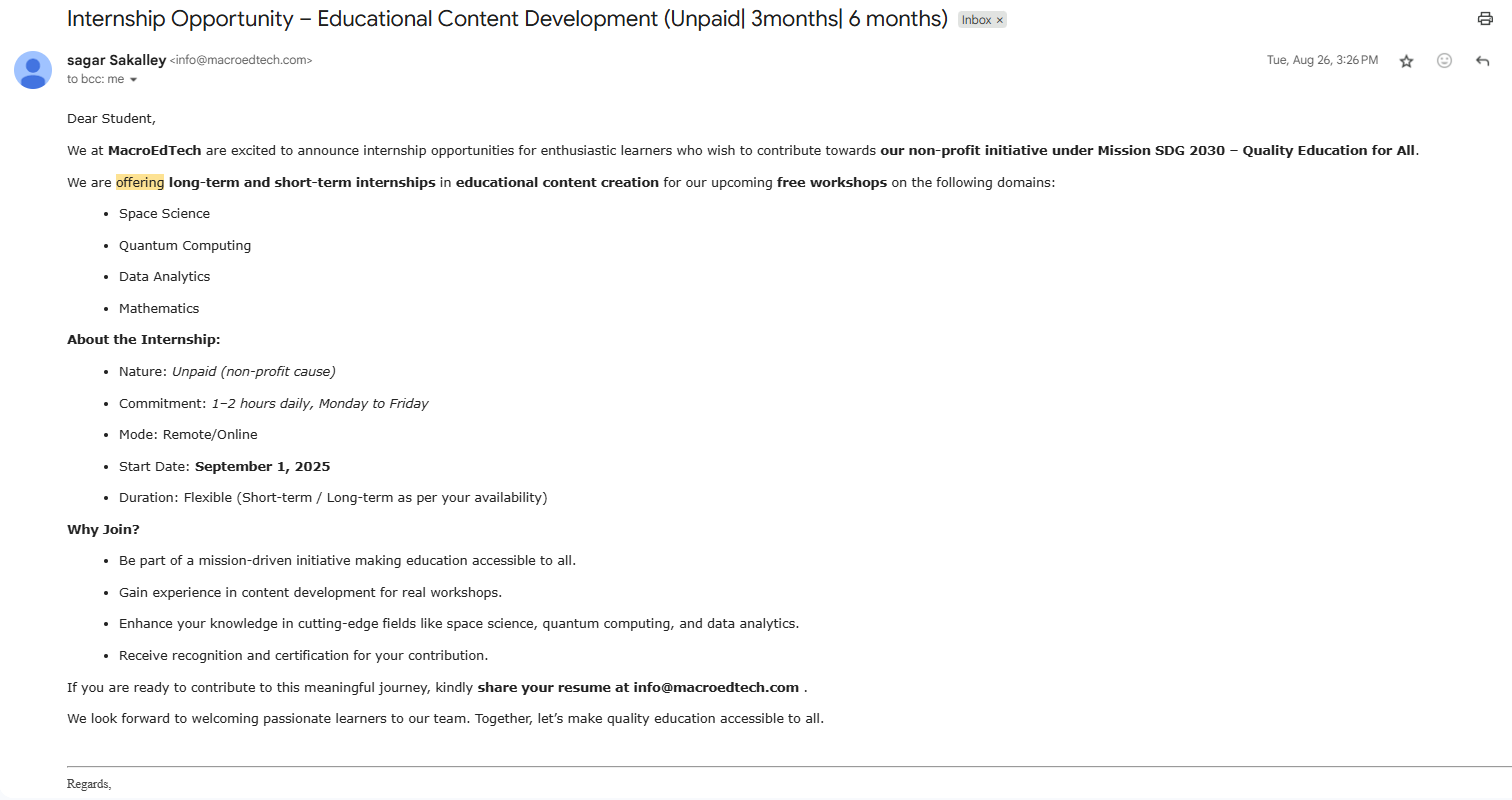 Internship Opportunity – Educational Content Development (Unpaid| 3months| 6 months) Inbox ×
sagar Sakalley <info@macroedtech.com> Tue, Aug 26, 3:26 PM
to bcc: me
Dear Student,
We at MacroEdTech are excited to announce internship opportunities for enthusiastic learners who wish to contribute towards our non-profit initiative under Mission SDG 2030 – Quality Education for All.
We are offering long-term and short-term internships in educational content creation for our upcoming free workshops on the following domains:
• Space Science
• Quantum Computing
• Data Analytics
• Mathematics
About the Internship:
• Nature: Unpaid (non-profit cause)
• Commitment: 1–2 hours daily, Monday to Friday
• Mode: Remote/Online
• Start Date: September 1, 2025
• Duration: Flexible (Short-term / Long-term as per your availability)
Why Join?
• Be part of a mission-driven initiative making education accessible to all.
• Gain experience in content development for real workshops.
• Enhance your knowledge in cutting-edge fields like space science, quantum computing, and data analytics.
• Receive recognition and certification for your contribution.
If you are ready to contribute to this meaningful journey, kindly share your resume at info@macroedtech.com .
We look forward to welcoming passionate learners to our team. Together, let’s make quality education accessible to all.
Regards,